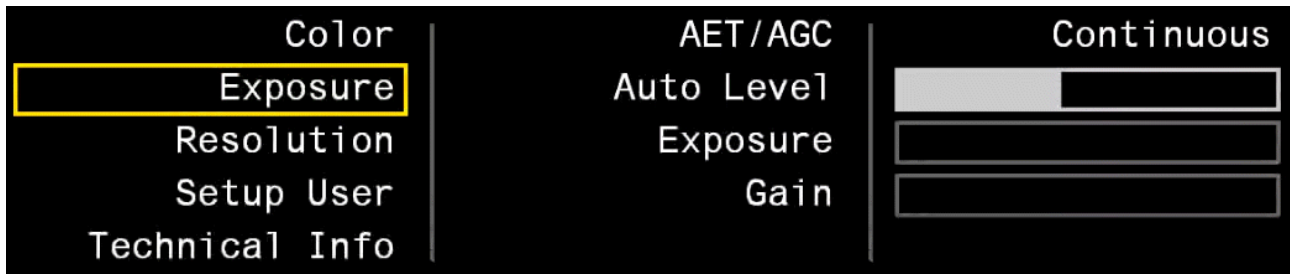 Color
Exposure
Resolution
Setup User
Technical Info
AET/AGC
Auto Level
Exposure
Gain
Continuous